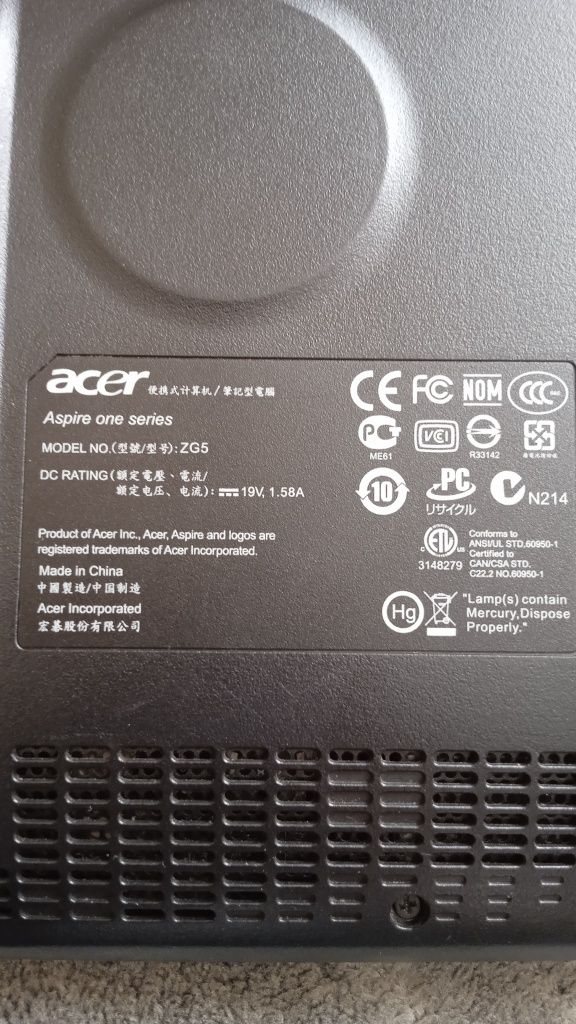 acer 便携式计算机/筆記型電腦
Aspire one series
MODEL NO.(型號/型号): ZG5
DC RATING(額定電壓、電流/
額定电压、电流): 19V, 1.58A
Product of Acer Inc., Acer, Aspire and logos are
registered trademarks of Acer Incorporated.
Made in China
中國製造/中国制造
Acer Incorporated
宏碁股份有限公司
CE FC NOM CCC
PC ME61 VCI R33142
10 PC リサイクル N214
ETL
3148279
Conforms to
ANSI/UL STD.60950-1
Certified to
CAN/CSA STD.
C22.2 NO.60950-1
Hg
"Lamp(s) contain
Mercury,Dispose
Properly."